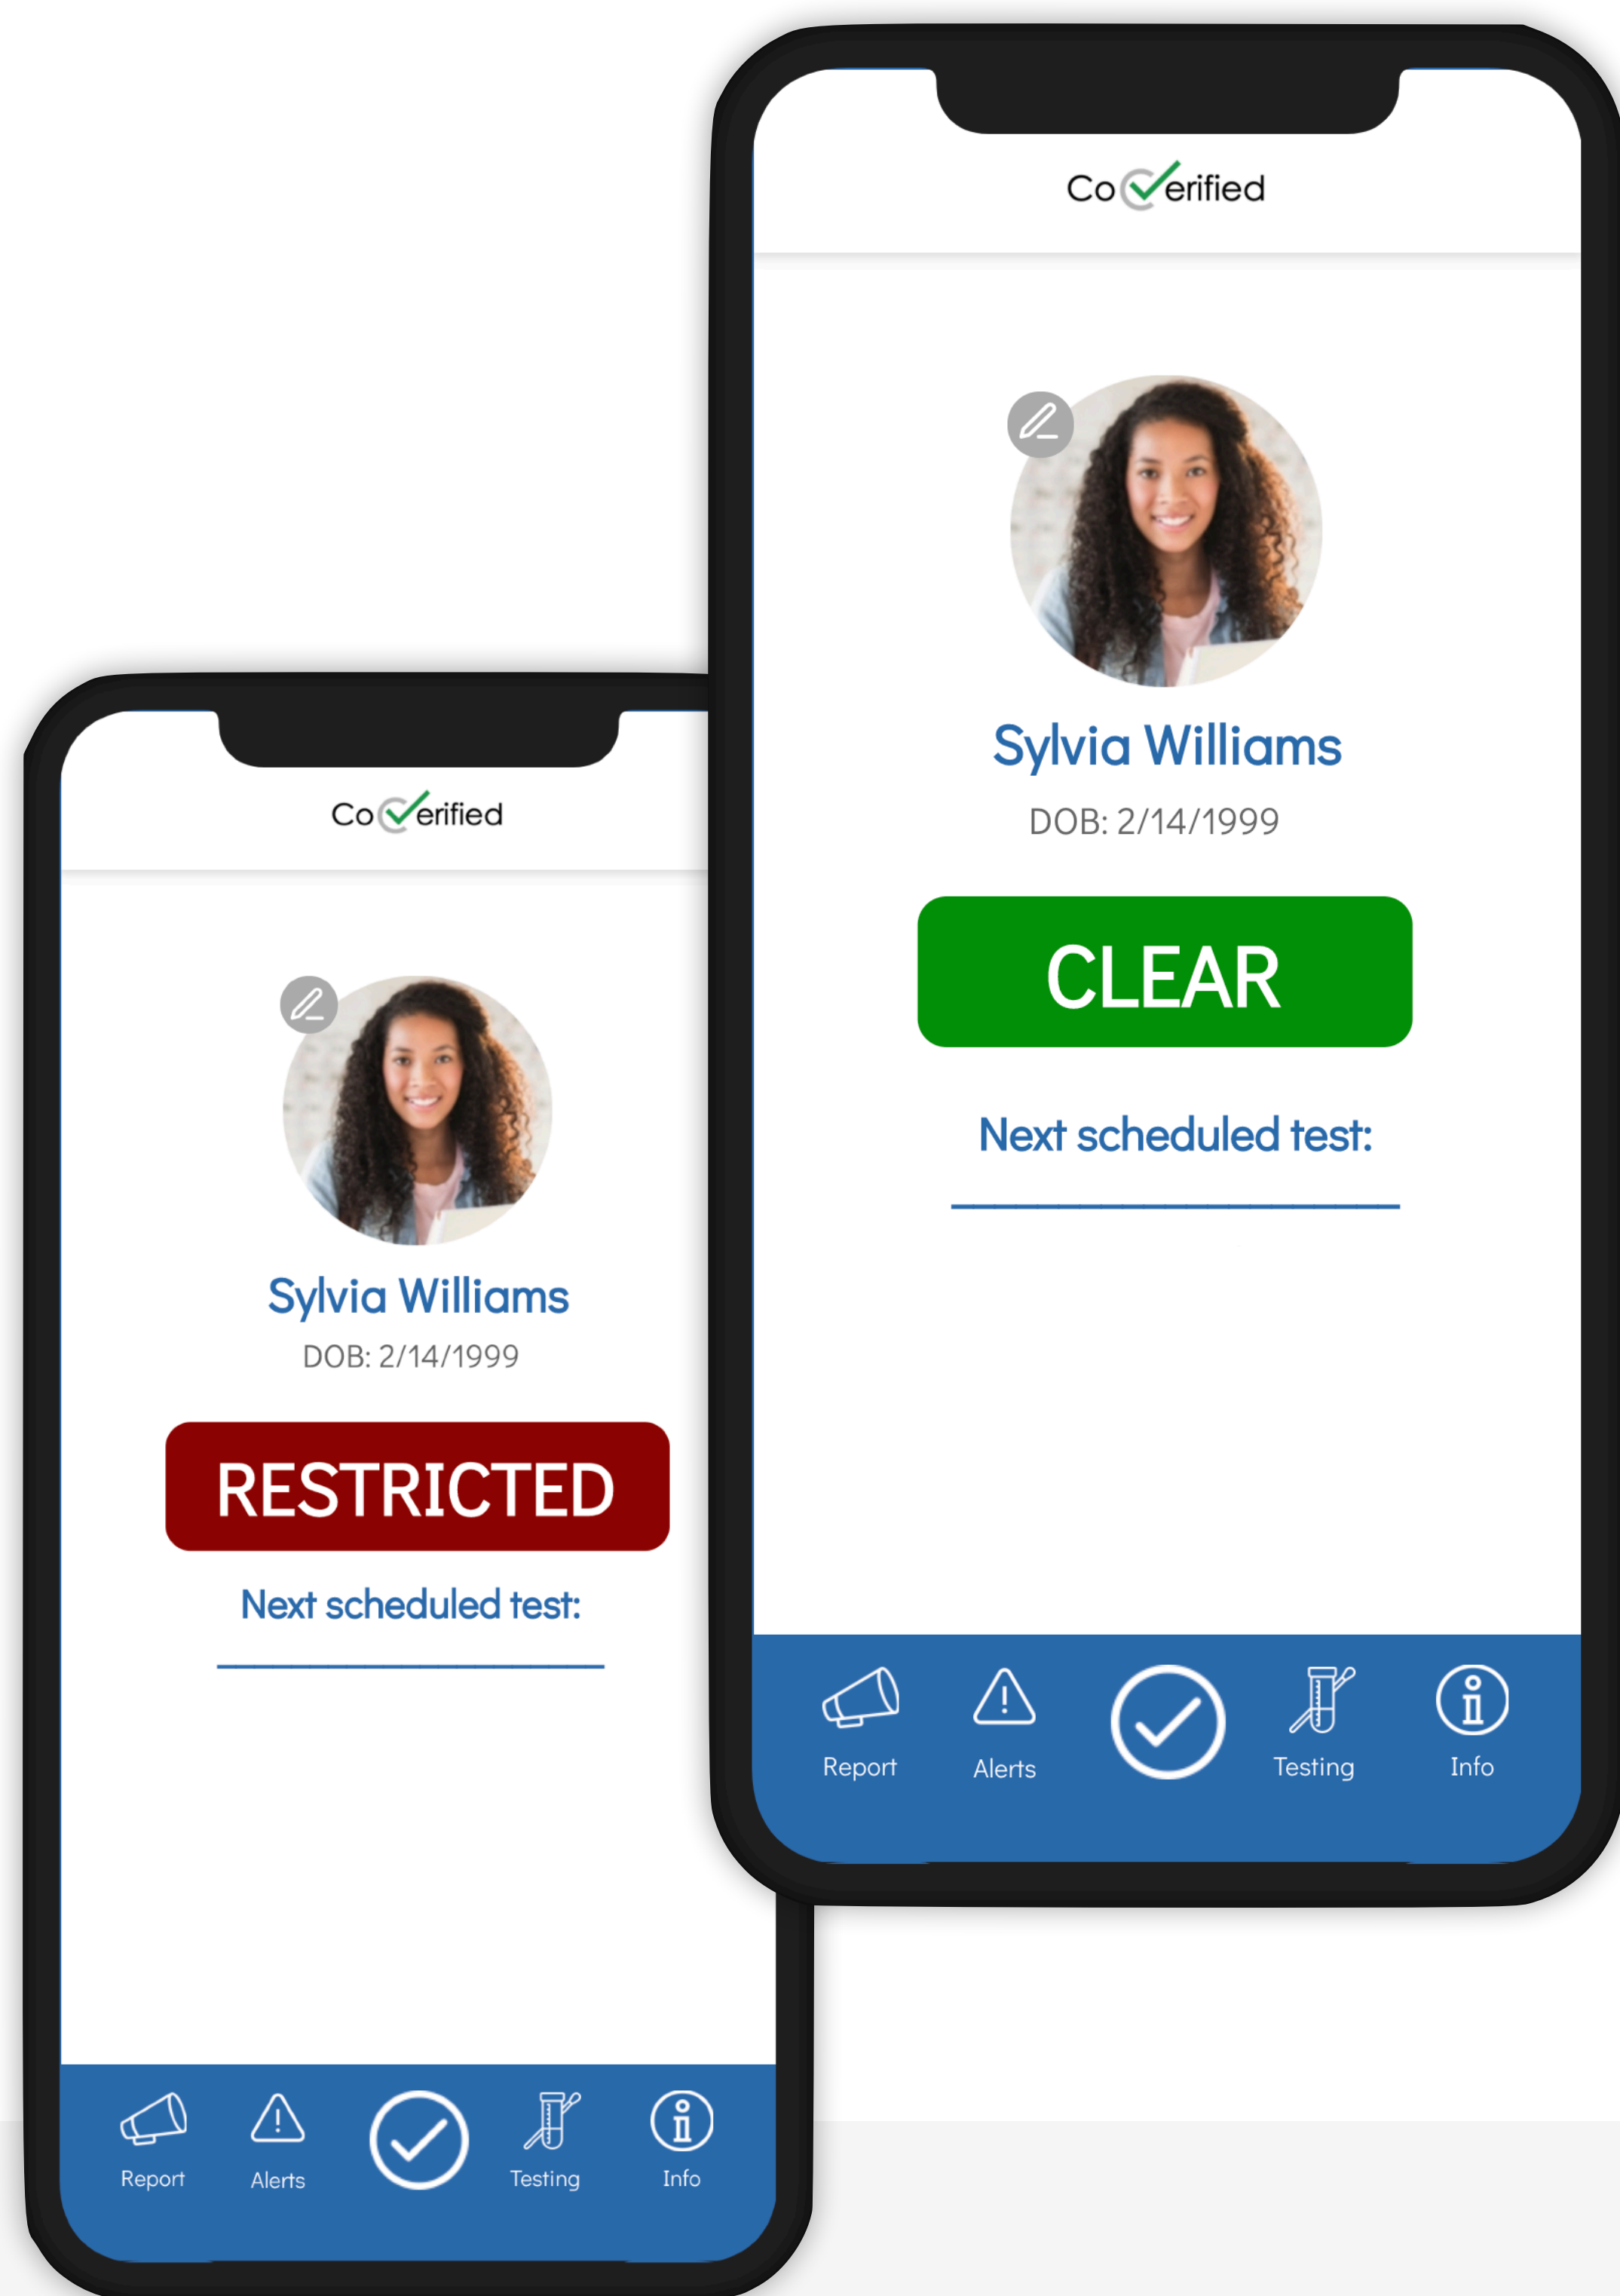 CoVerified
Sylvia Williams
DOB: 2/14/1999
CLEAR
Next scheduled test:
Report
Alerts
Testing
Info
CoVerified
Sylvia Williams
DOB: 2/14/1999
RESTRICTED
Next scheduled test:
Report
Alerts
Testing
Info